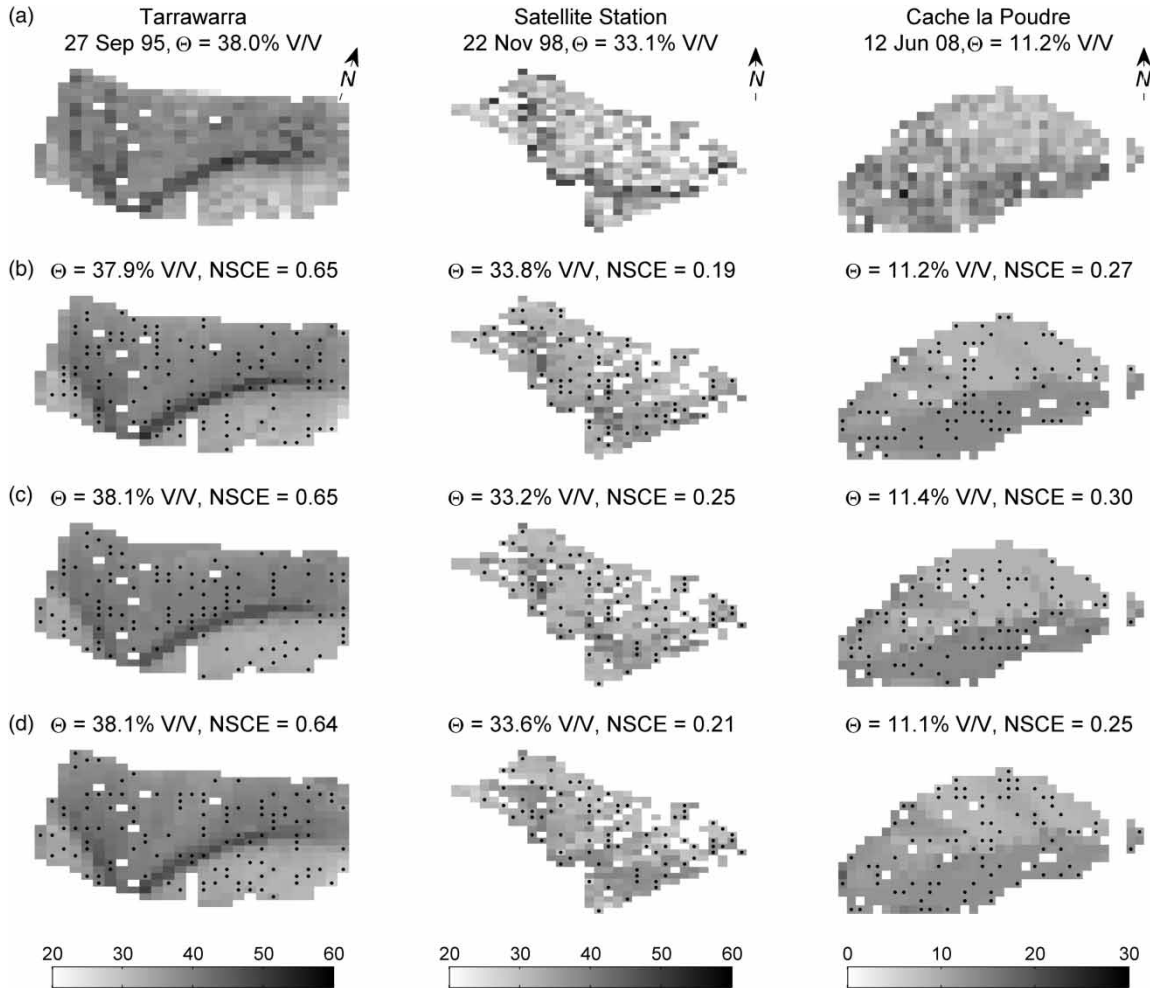 (a) Tarrawarra Satellite Station Cache la Poudre
27 Sep 95, Θ = 38.0% V/V 22 Nov 98, Θ = 33.1% V/V 12 Jun 08, Θ = 11.2% V/V
N N N
(b) Θ = 37.9% V/V, NSCE = 0.65 Θ = 33.8% V/V, NSCE = 0.19 Θ = 11.2% V/V, NSCE = 0.27
(c) Θ = 38.1% V/V, NSCE = 0.65 Θ = 33.2% V/V, NSCE = 0.25 Θ = 11.4% V/V, NSCE = 0.30
(d) Θ = 38.1% V/V, NSCE = 0.64 Θ = 33.6% V/V, NSCE = 0.21 Θ = 11.1% V/V, NSCE = 0.25
20 30 40 50 60 20 30 40 50 60 0 10 20 30